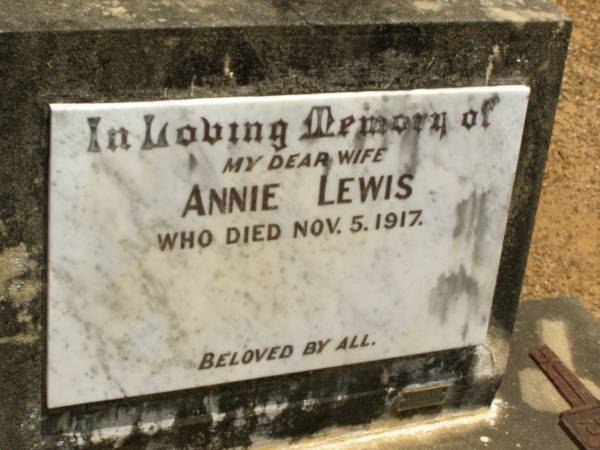 In Loving Memory of
MY DEAR WIFE
ANNIE LEWIS
WHO DIED NOV. 5. 1917.
BELOVED BY ALL.